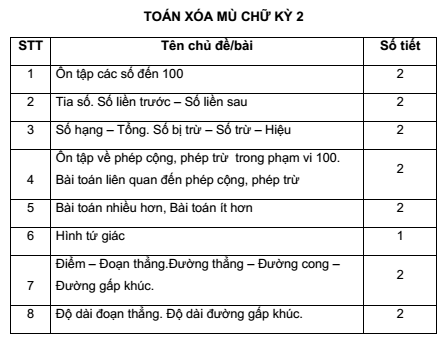 TOÁN XÓA MÙ CHỮ KỲ 2
STT Tên chủ đề/bài Số tiết
1 Ôn tập các số đến 100 2
2 Tia số. Số liền trước – Số liền sau 2
3 Số hạng – Tổng. Số bị trừ – Số trừ – Hiệu 2
4 Ôn tập về phép cộng, phép trừ trong phạm vi 100. 2
Bài toán liên quan đến phép cộng, phép trừ
5 Bài toán nhiều hơn, Bài toán ít hơn 2
6 Hình tứ giác 1
7 Điểm – Đoạn thẳng.Đường thẳng – Đường cong – 2
Đường gấp khúc.
8 Độ dài đoạn thẳng. Độ dài đường gấp khúc. 2